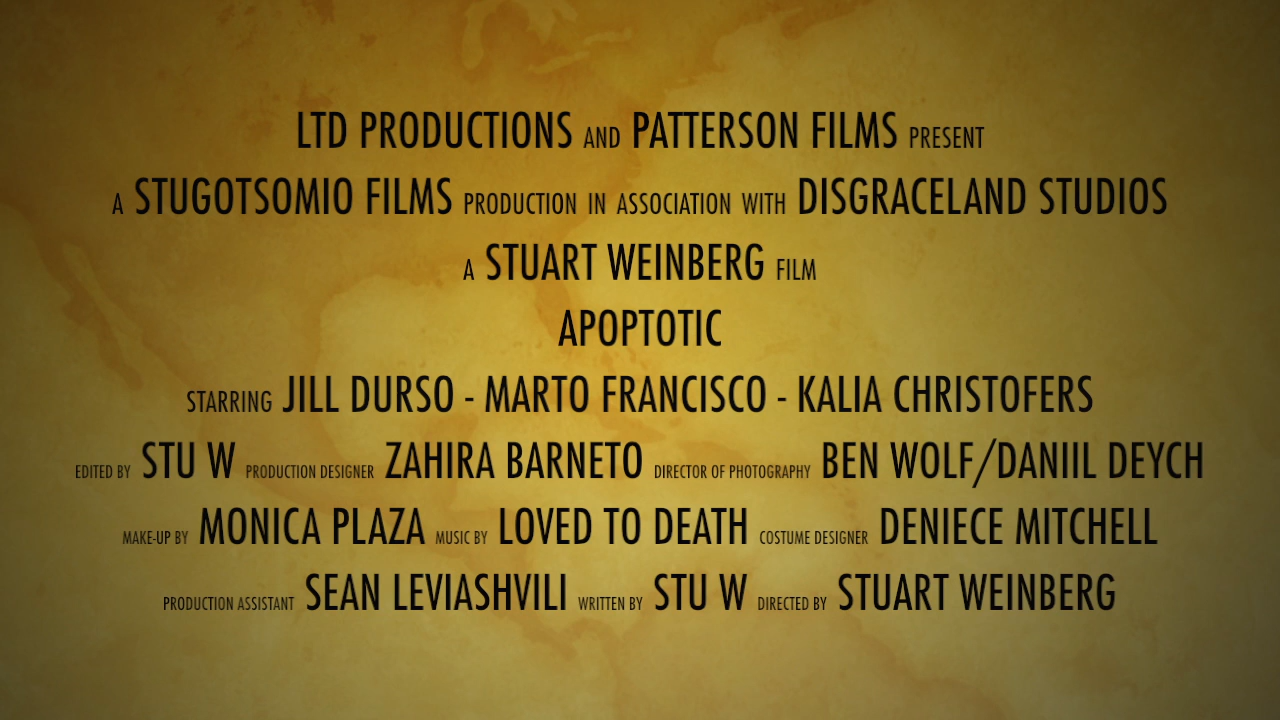 LTD PRODUCTIONS AND PATTERSON FILMS PRESENT
A STUGOTSOMIO FILMS PRODUCTION IN ASSOCIATION WITH DISGRACELAND STUDIOS
A STUART WEINBERG FILM
APOPTOTIC
STARRING JILL DURSO - MARTO FRANCISCO - KALIA CHRISTOFERS
EDITED BY STU W PRODUCTION DESIGNER ZAHIRA BARNETO DIRECTOR OF PHOTOGRAPHY BEN WOLF/DANIIL DEYCH
MAKE-UP BY MONICA PLAZA MUSIC BY LOVED TO DEATH COSTUME DESIGNER DENIECE MITCHELL
PRODUCTION ASSISTANT SEAN LEVIASHVILI WRITTEN BY STU W DIRECTED BY STUART WEINBERG